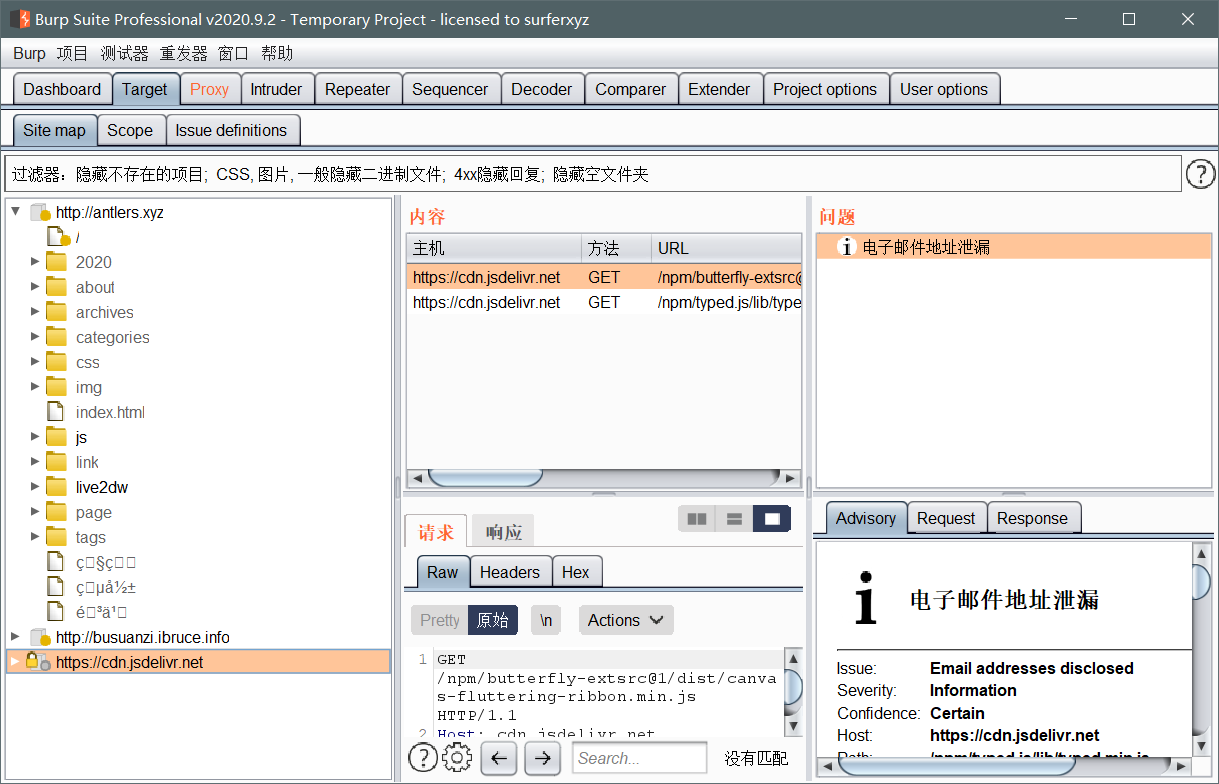 Burp Suite Professional v2020.9.2 - Temporary Project - licensed to surferxyz
Burp 项目 测试器 重发器 窗口 帮助
Dashboard Target Proxy Intruder Repeater Sequencer Decoder Comparer Extender Project options User options
Site map Scope Issue definitions
过滤器：隐藏不存在的项目; CSS, 图片, 一般隐藏二进制文件; 4xx隐藏回复; 隐藏空文件夹
http://antlers.xyz
/
2020
about
archives
categories
css
img
index.html
js
link
live2dw
page
tags
http://busuanzi.ibruce.info
https://cdn.jsdelivr.net
内容
主机 方法 URL
https://cdn.jsdelivr.net GET /npm/butterfly-extsrc@
https://cdn.jsdelivr.net GET /npm/typed.js/lib/type
请求 响应
Raw Headers Hex
Pretty 原始 \n Actions
1 GET
/npm/butterfly-extsrc@1/dist/canva
s-fluttering-ribbon.min.js
HTTP/1.1
2 Host: cdn.jsdelivr.net
Search... 没有匹配
问题
电子邮件地址泄漏
Advisory Request Response
电子邮件地址泄漏
Issue: Email addresses disclosed
Severity: Information
Confidence: Certain
Host: https://cdn.jsdelivr.net
Path: /npm/typed.js/lib/typed.min.js